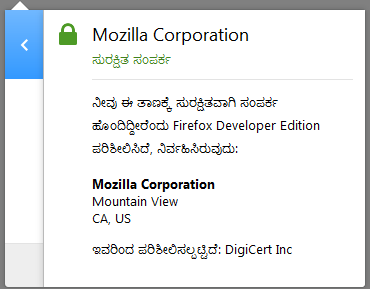 Mozilla Corporation
ಸುರಕ್ಷಿತ ಸಂಪರ್ಕ
ನೀವು ಈ ತಾಣಕ್ಕೆ ಸುರಕ್ಷಿತವಾಗಿ ಸಂಪರ್ಕ
ಹೊಂದಿದ್ದೀರೆಂದು Firefox Developer Edition
ಪರಿಶೀಲಿಸಿದೆ, ನಿರ್ವಹಿಸಿರುವುದು:
Mozilla Corporation
Mountain View
CA, US
ಇವರಿಂದ ಪರಿಶೀಲಿಸಲ್ಪಟ್ಟಿದೆ: DigiCert Inc